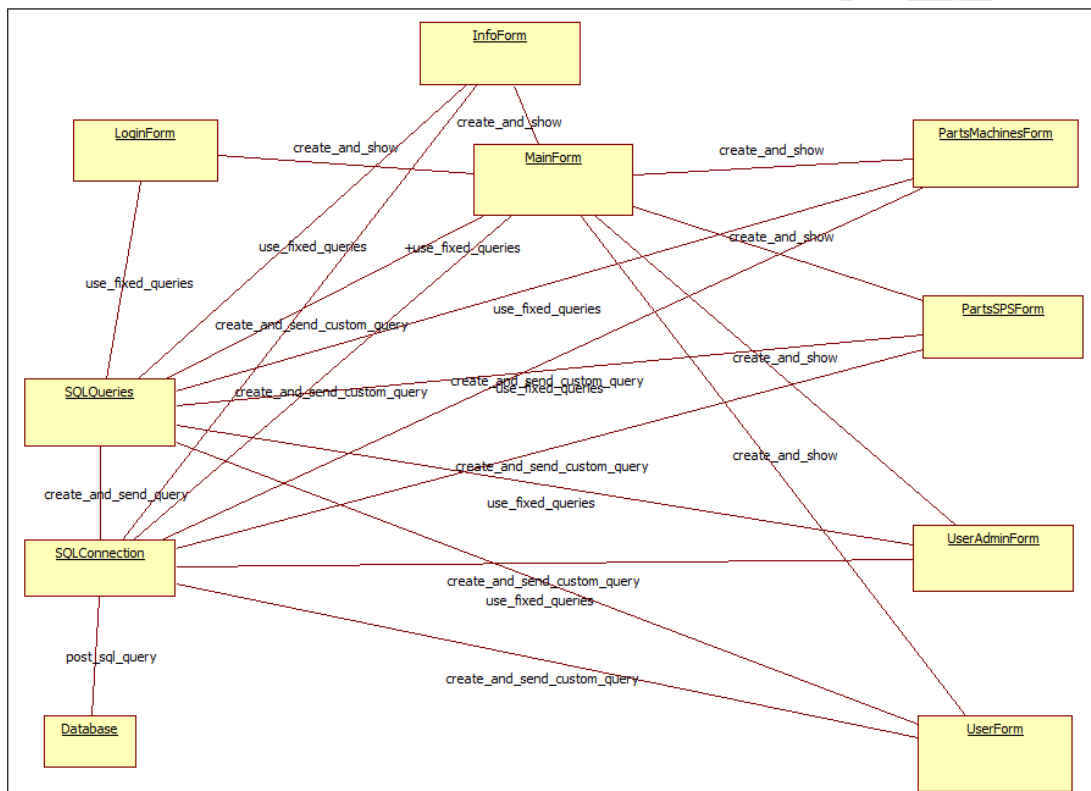 InfoForm
LoginForm
create_and_show
PartsMachinesForm
create_and_show
MainForm
create_and_show
create_and_show
use_fixed_queries
+use_fixed_queries
use_fixed_queries
PartsSPSForm
use_fixed_queries
create_and_send_custom_query
create_and_show
SQLQueries
create_and_send_custom_query
create_and_send_custom_query
use_fixed_queries
create_and_show
create_and_send_custom_query
create_and_send_query
use_fixed_queries
SQLConnection
UserAdminForm
create_and_send_custom_query
use_fixed_queries
post_sql_query
create_and_send_custom_query
Database
UserForm